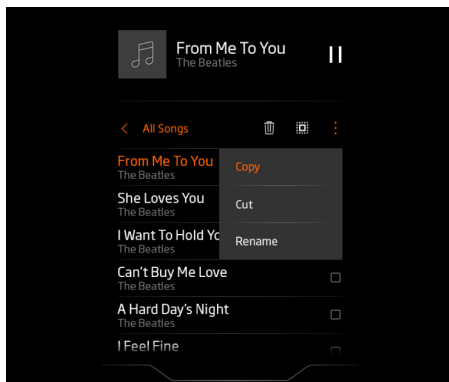 From Me To You
The Beatles
All Songs
From Me To You
The Beatles
Copy
She Loves You
The Beatles
Cut
I Want To Hold Yo
The Beatles
Rename
Can't Buy Me Love
The Beatles
A Hard Day's Night
The Beatles
I Feel Fine